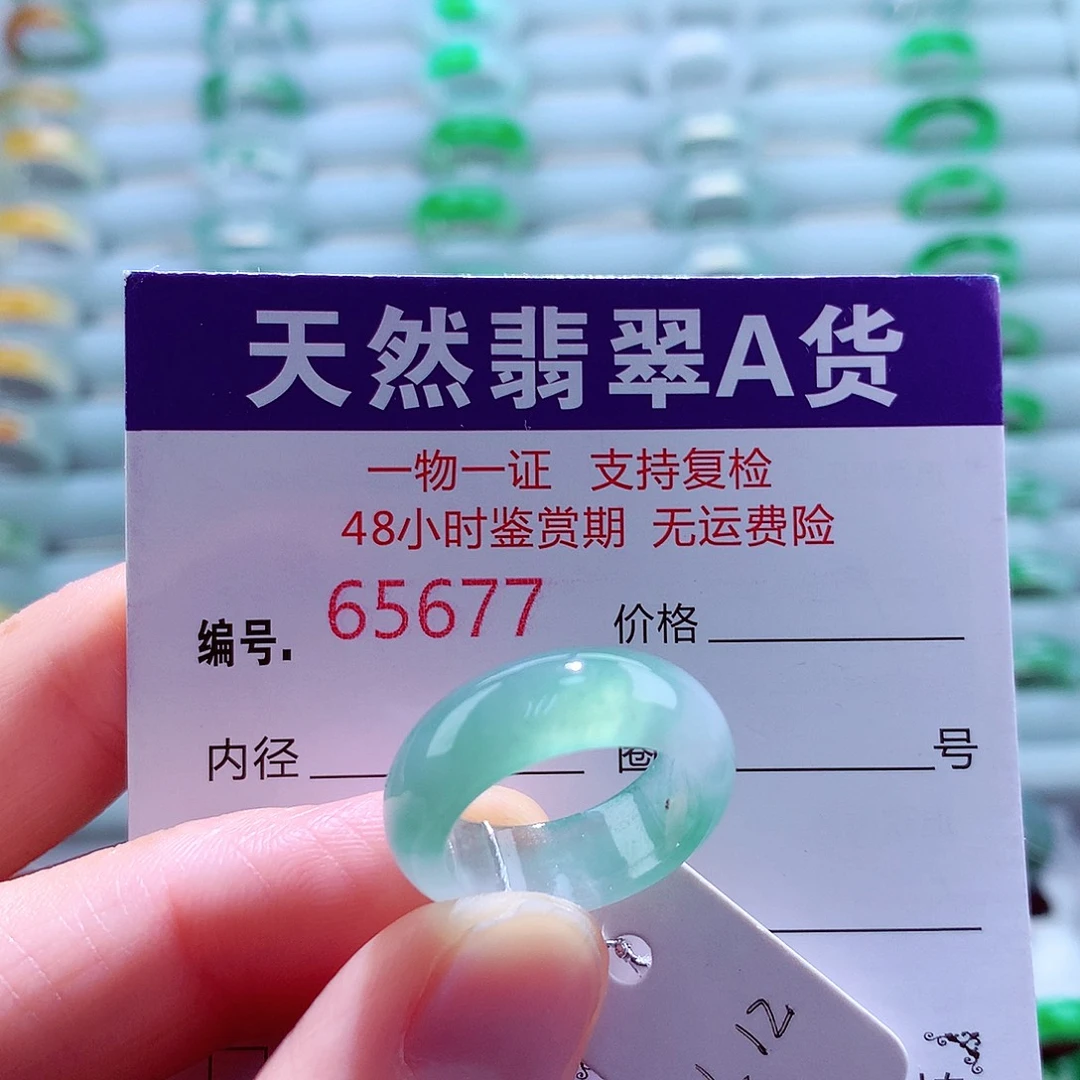 天然翡翠A货
一物一证 支持复检
48小时鉴赏期 无运费险
编号. 65677 价格
内径 圈 号
12